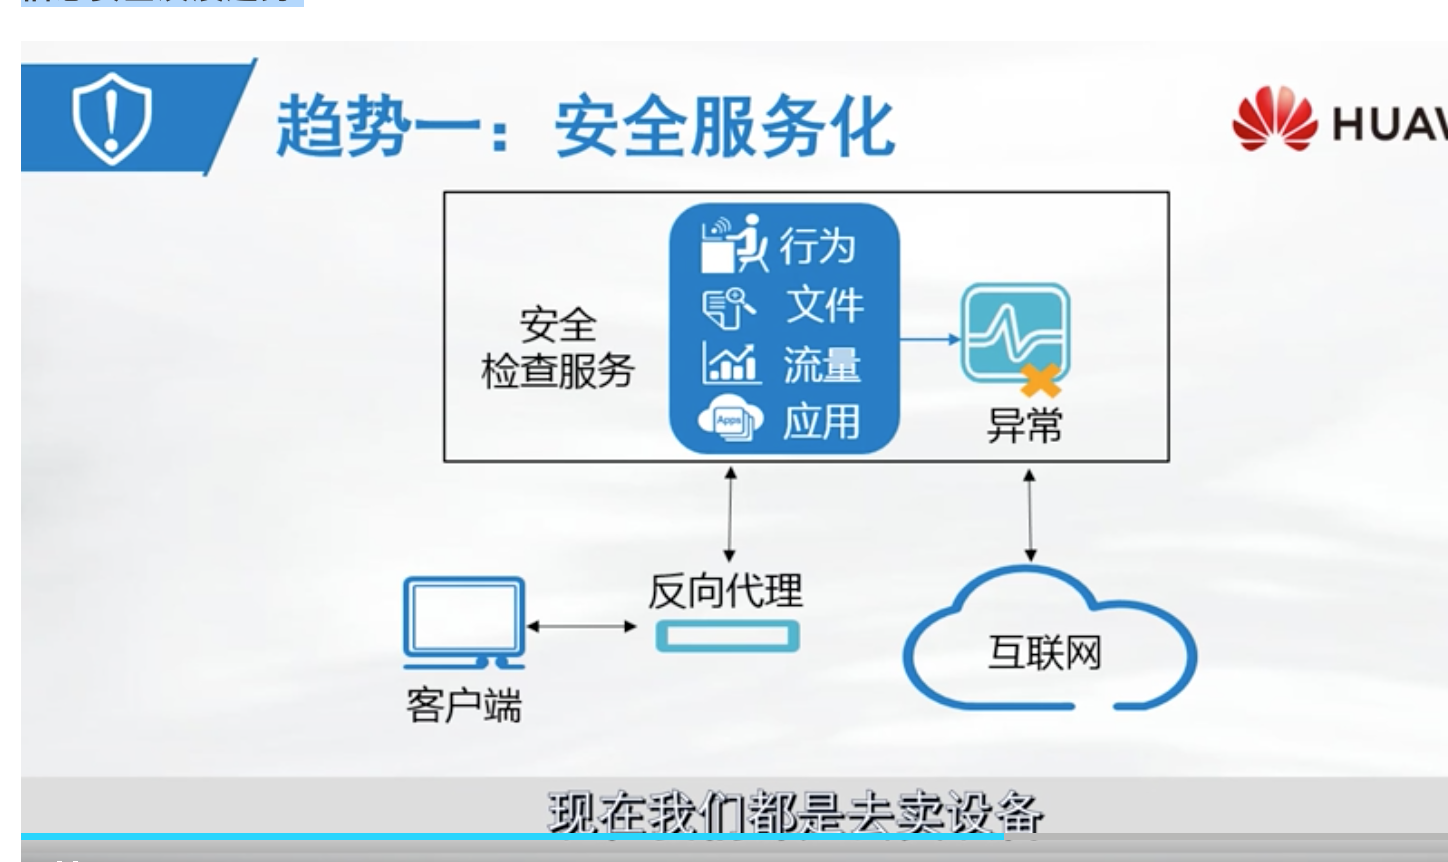 趋势一：安全服务化
HUAW
行为
文件
流量
应用
Apps
安全
检查服务
异常
反向代理
客户端
互联网
现在我们都是去卖设备